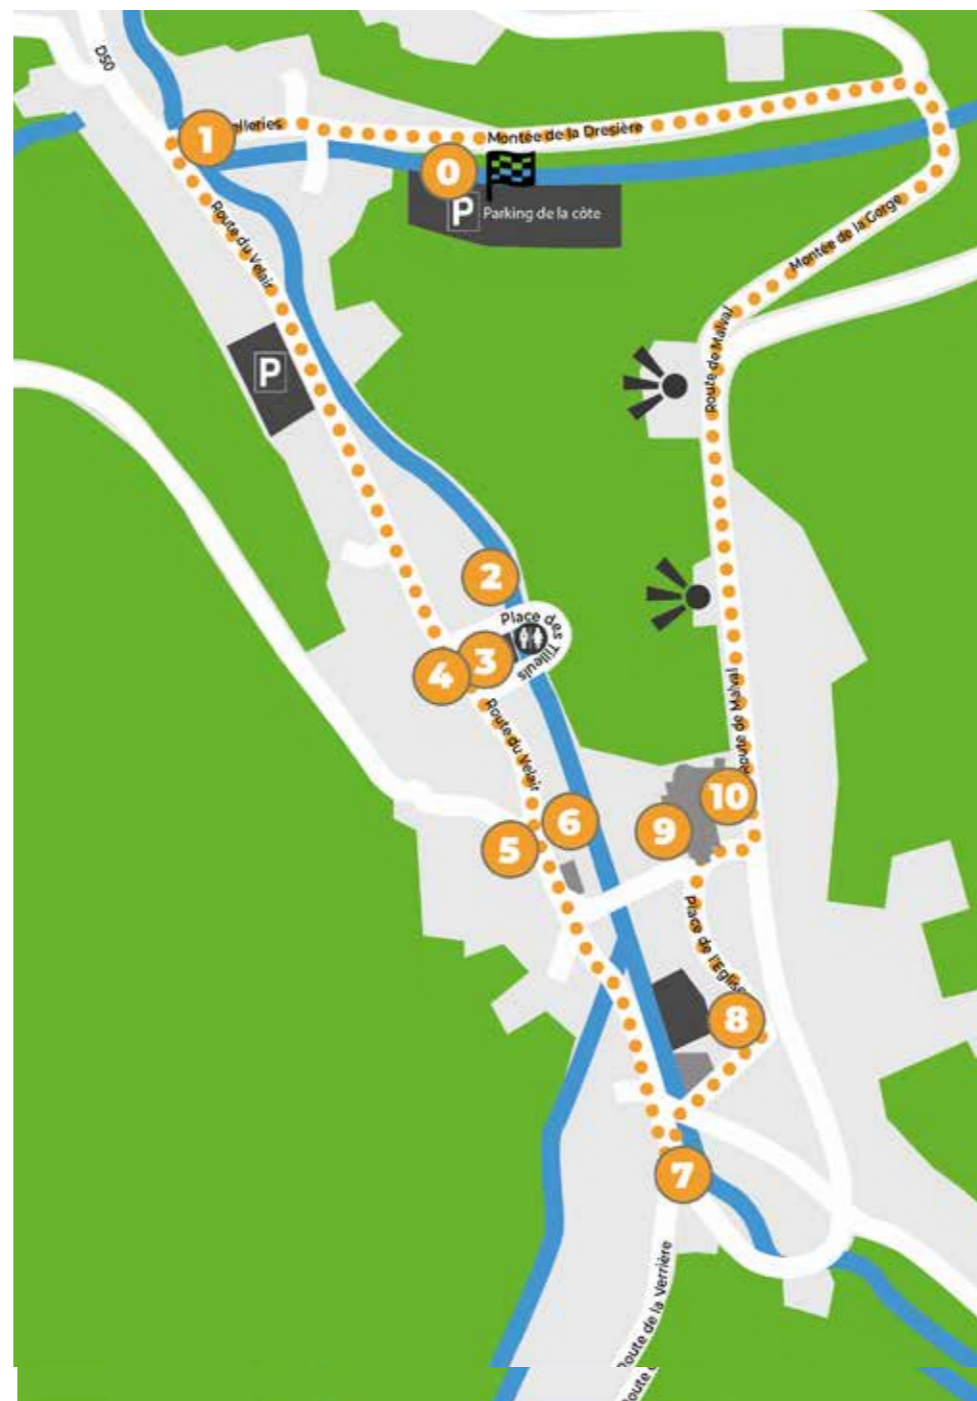 D50
1
elleries
Montée de la Dresière
0
P
Parking de la côte
Route du Velair
Montée de la Gorge
P
Route de Malval
2
Place des
Tilleuls
3
4
Route du Velair
Route de Malval
10
6
9
5
Place de l'Eglise
8
7
Route de la Verrière